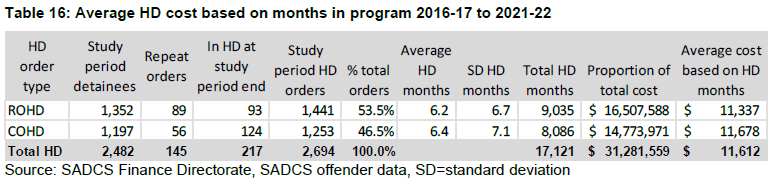 Table 16: Average HD cost based on months in program 2016-17 to 2021-22
HD order type | Study period detainees | Repeat orders | In HD at study period end | Study period HD orders | % total orders | Average HD months | SD HD months | Total HD months | Proportion of total cost | Average cost based on HD months
ROHD 1,352 89 93 1,441 53.5% 6.2 6.7 9,035 $ 16,507,588 $ 11,337
COHD 1,197 56 124 1,253 46.5% 6.4 7.1 8,086 $ 14,773,971 $ 11,678
Total HD 2,482 145 217 2,694 100.0% 17,121 $ 31,281,559 $ 11,612
Source: SADCS Finance Directorate, SADCS offender data, SD=standard deviation